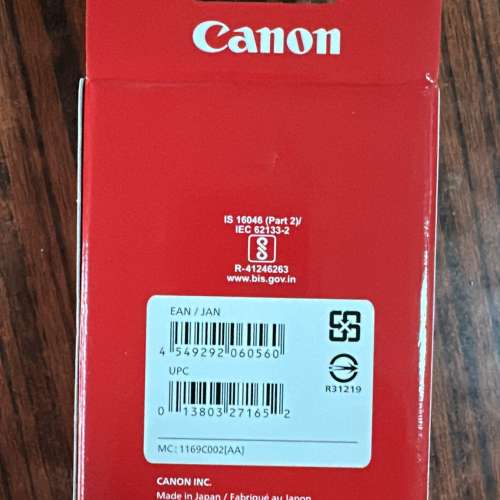 Canon
IS 16046 (Part 2)/
IEC 62133-2
R-41246263
www.bis.gov.in
EAN / JAN
4 549292 060560
UPC
0 13803 27165 2
R31219
MC : 1169C002[AA]
CANON INC.
Made in Japan / Fabriqué au Japon